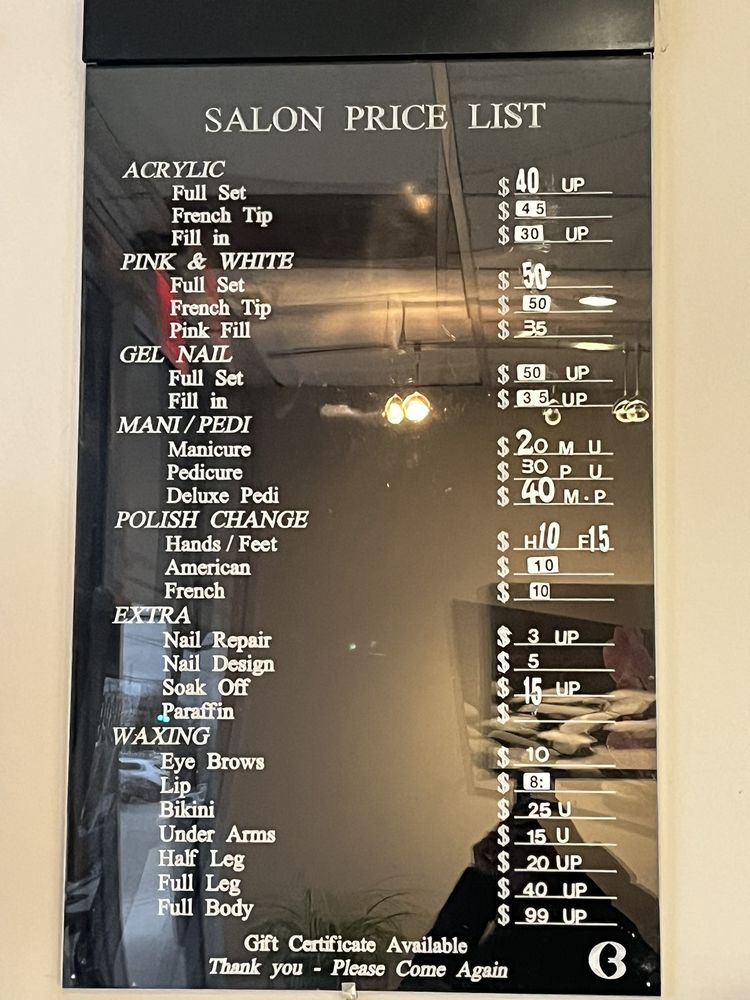 SALON PRICE LIST
ACRYLIC
Full Set $ 40 UP
French Tip $ 45
Fill in $ 30 UP
PINK & WHITE
Full Set $ 50
French Tip $ 50
Pink Fill $ 35
GEL NAIL
Full Set $ 50 UP
Fill in $ 35 UP
MANI / PEDI
Manicure $ 20 M U
Pedicure $ 30 P U
Deluxe Pedi $ 40 M·P
POLISH CHANGE
Hands / Feet $ H10 F15
American $ 10
French $ 10
EXTRA
Nail Repair $ 3 UP
Nail Design $ 5
Soak Off $ 15 UP
Paraffin $
WAXING
Eye Brows $ 10
Lip $ 8:
Bikini $ 25 U
Under Arms $ 15 U
Half Leg $ 20 UP
Full Leg $ 40 UP
Full Body $ 99 UP
Gift Certificate Available
Thank you - Please Come Again